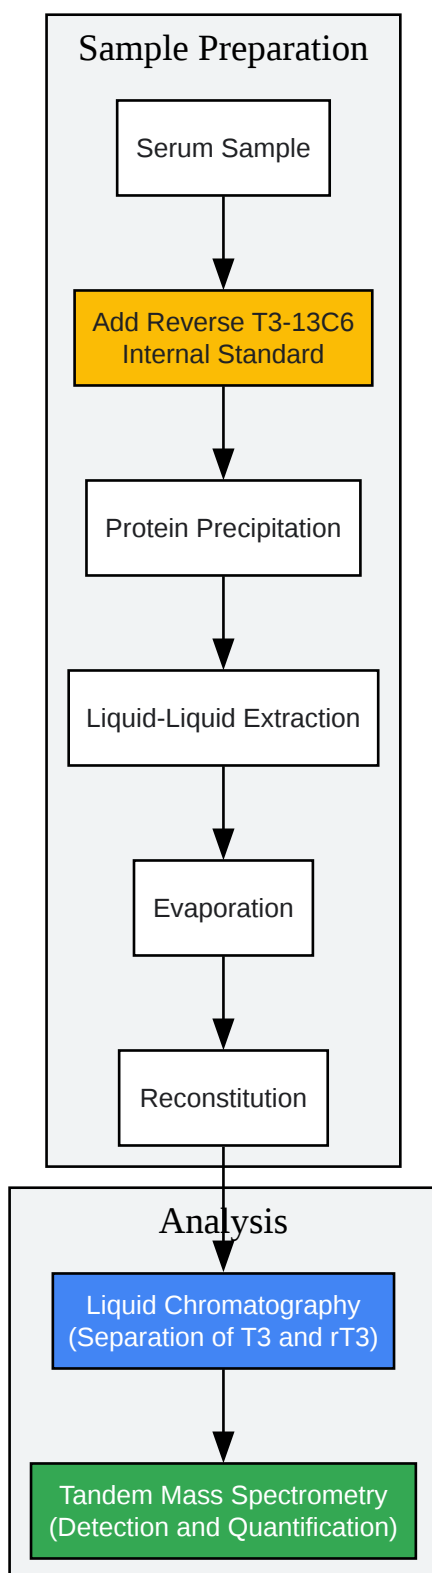 Sample Preparation
Serum Sample
Add Reverse T3-13C6
Internal Standard
Protein Precipitation
Liquid-Liquid Extraction
Evaporation
Reconstitution
Analysis
Liquid Chromatography
(Separation of T3 and rT3)
Tandem Mass Spectrometry
(Detection and Quantification)